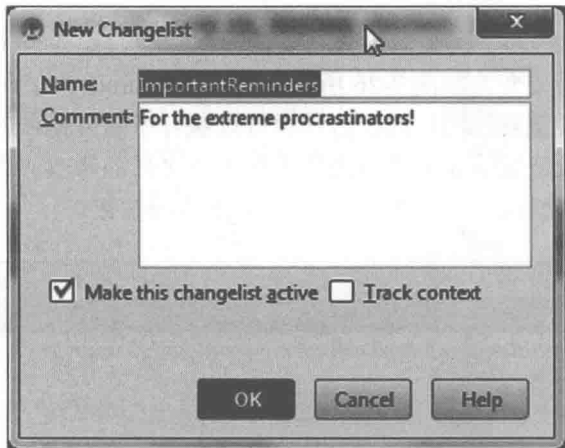 New Changelist
Name: ImportantReminders
Comment: For the extreme procrastinators!
Make this changelist active Track context
OK Cancel Help